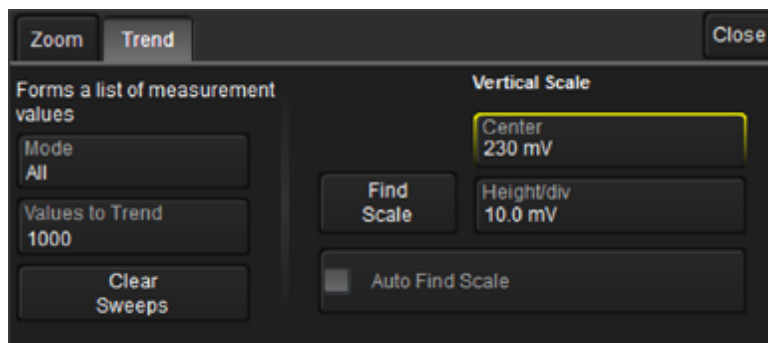 Zoom
Trend
Close
Forms a list of measurement
values
Mode
All
Values to Trend
1000
Clear
Sweeps
Vertical Scale
Center
230 mV
Find
Scale
Height/div
10.0 mV
Auto Find Scale